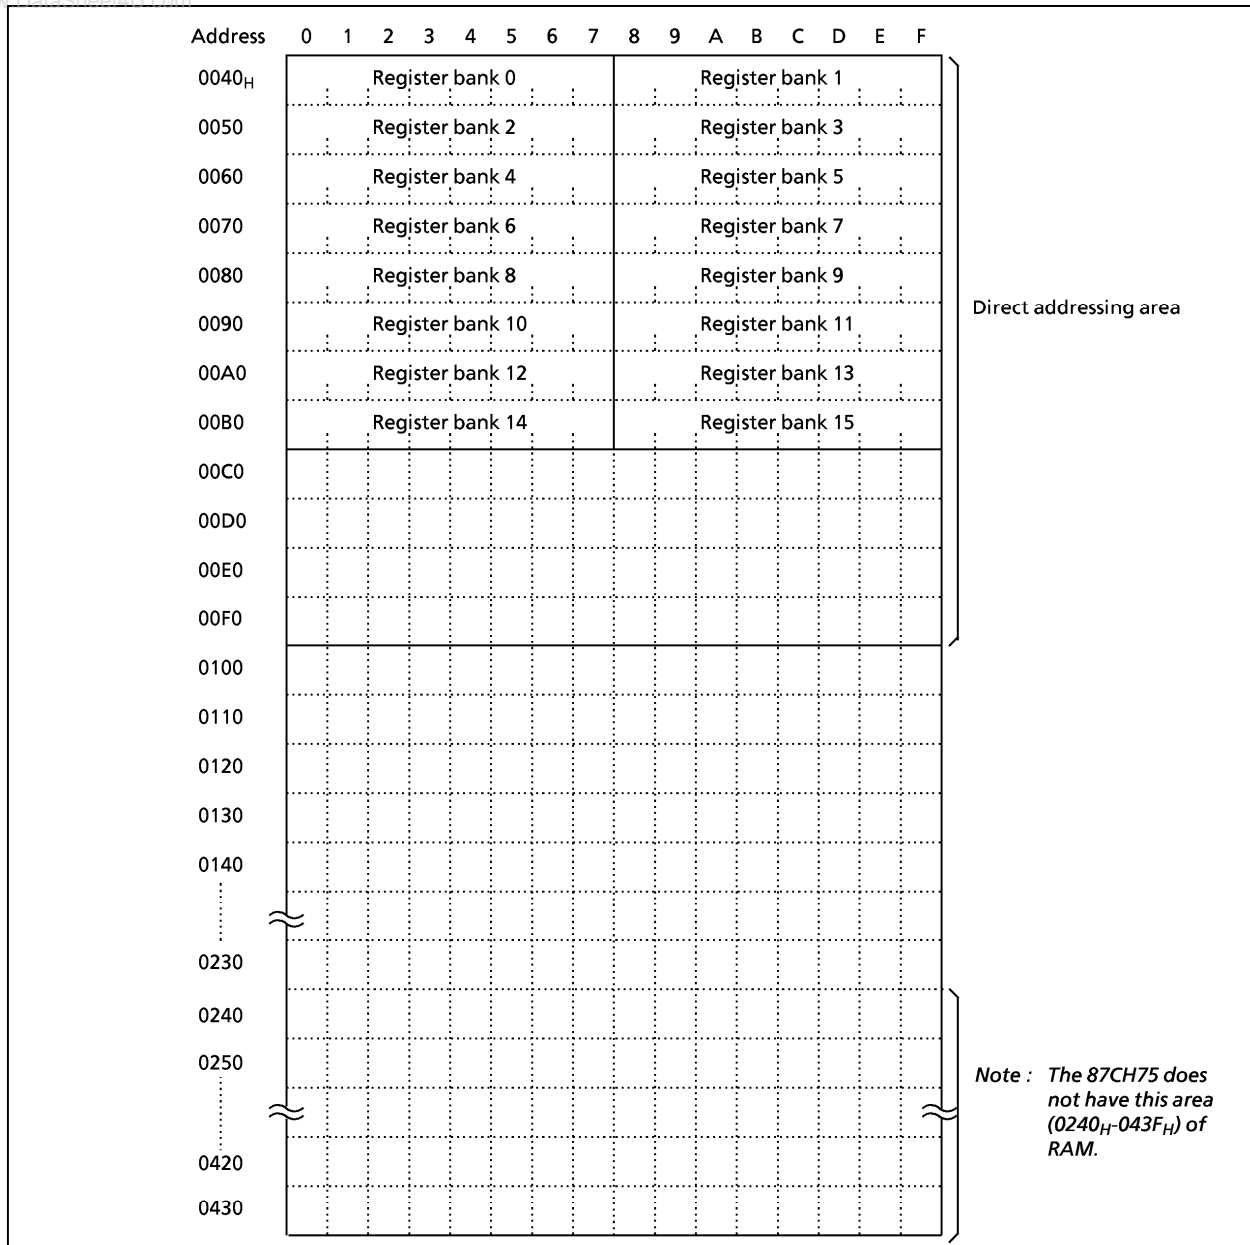 Address 0 1 2 3 4 5 6 7 8 9 A B C D E F
0040H Register bank 0 Register bank 1
0050 Register bank 2 Register bank 3
0060 Register bank 4 Register bank 5
0070 Register bank 6 Register bank 7
0080 Register bank 8 Register bank 9
0090 Register bank 10 Register bank 11
00A0 Register bank 12 Register bank 13
00B0 Register bank 14 Register bank 15
00C0
00D0
00E0
00F0
Direct addressing area
0100
0110
0120
0130
0140
0230
0240
0250
0420
0430
Note : The 87CH75 does
not have this area
(0240H-043FH) of
RAM.